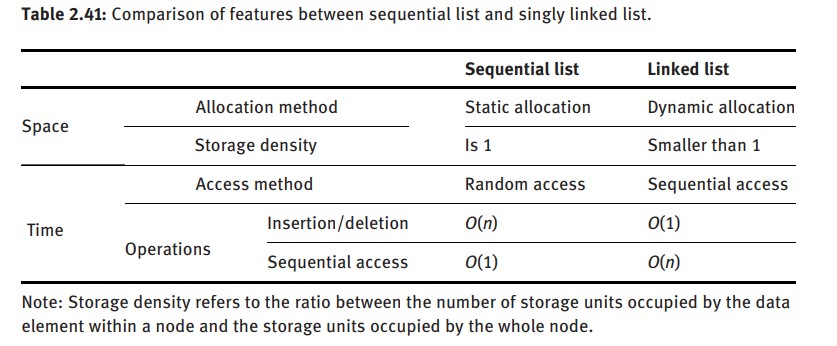 Table 2.41: Comparison of features between sequential list and singly linked list.
Sequential list Linked list
Space Allocation method Static allocation Dynamic allocation
Storage density Is 1 Smaller than 1
Time Access method Random access Sequential access
Operations Insertion/deletion O(n) O(1)
Sequential access O(1) O(n)
Note: Storage density refers to the ratio between the number of storage units occupied by the data
element within a node and the storage units occupied by the whole node.